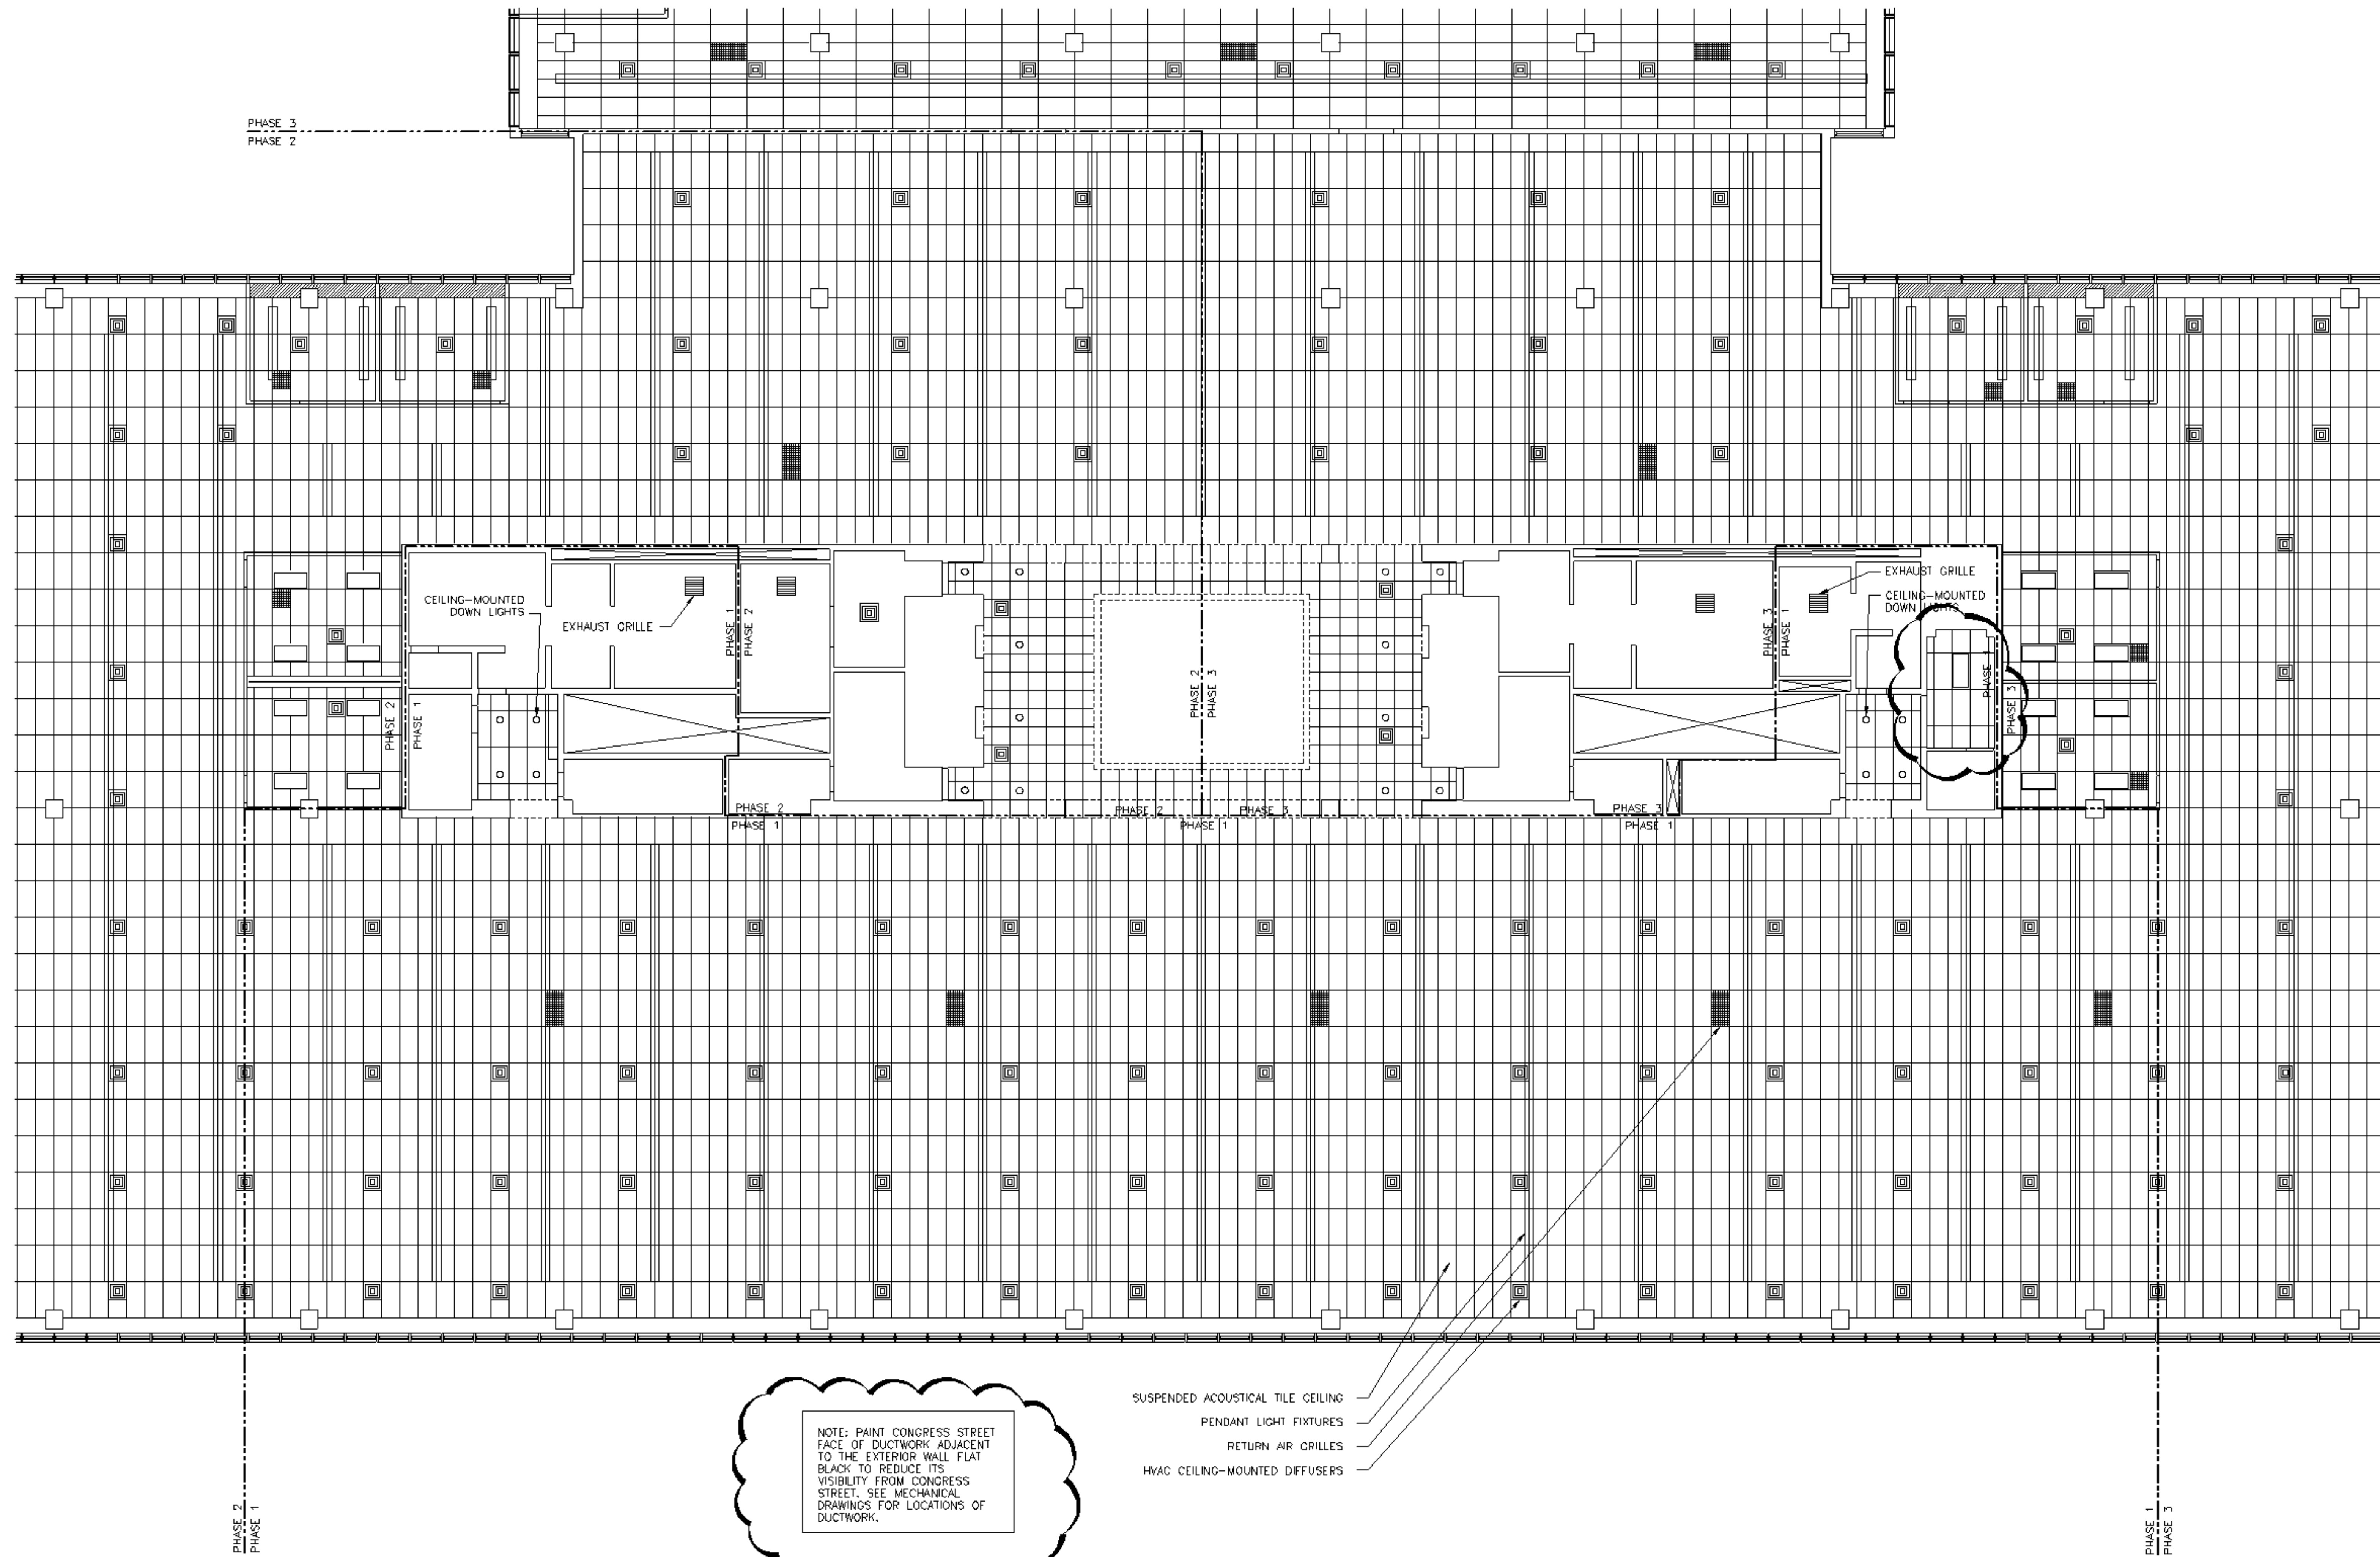 PHASE 3
PHASE 2
CEILING-MOUNTED
DOWN LIGHTS
EXHAUST GRILLE
PHASE 1
PHASE 2
PHASE 2
PHASE 1
PHASE 2
PHASE 3
PHASE 3
PHASE 1
EXHAUST GRILLE
CEILING-MOUNTED
DOWN LIGHTS
PHASE 1
PHASE 3
PHASE 2
PHASE 1
PHASE 2
PHASE 3
PHASE 1
PHASE 3
PHASE 1
SUSPENDED ACOUSTICAL TILE CEILING
PENDANT LIGHT FIXTURES
RETURN AIR GRILLES
HVAC CEILING-MOUNTED DIFFUSERS
NOTE: PAINT CONGRESS STREET
FACE OF DUCTWORK ADJACENT
TO THE EXTERIOR WALL FLAT
BLACK TO REDUCE ITS
VISIBILITY FROM CONGRESS
STREET. SEE MECHANICAL
DRAWINGS FOR LOCATIONS OF
DUCTWORK.
PHASE 2
PHASE 1
PHASE 1
PHASE 3